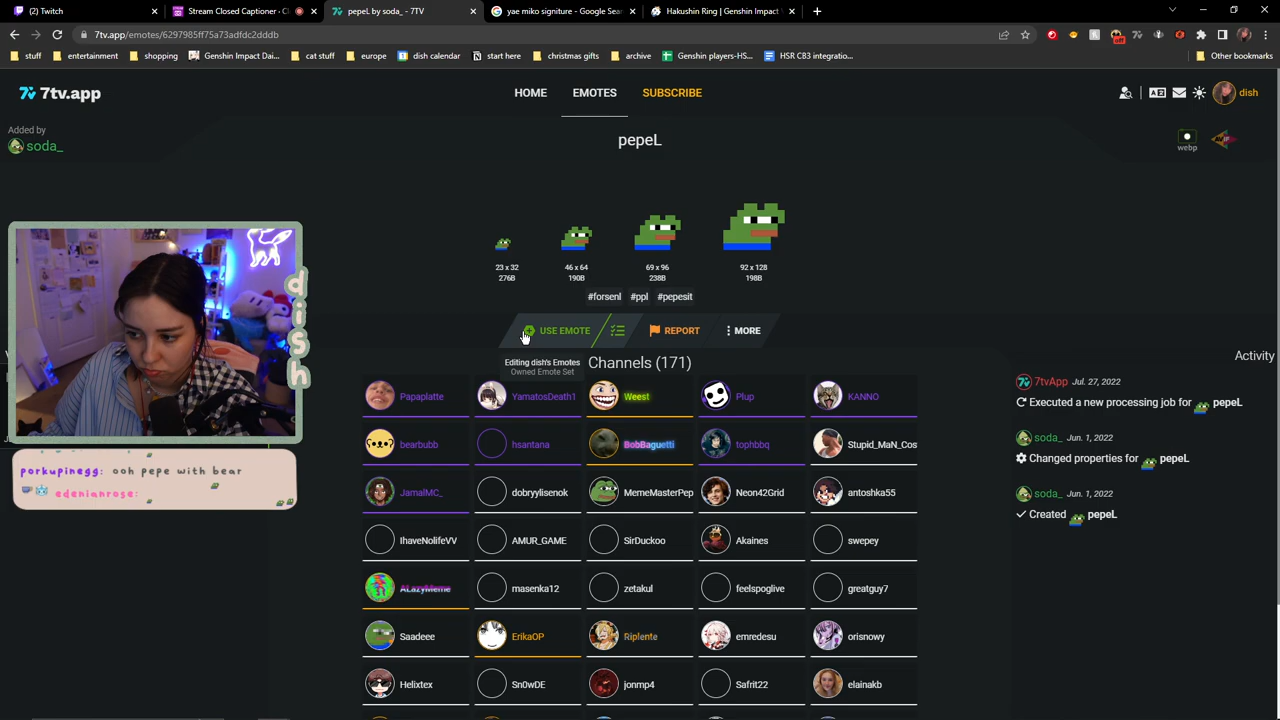 (2) Twitch
Stream Closed Captioner - C
pepeL by soda_ - 7TV
yae miko signiture - Google Sear
Hakushin Ring | Genshin Impact
7tv.app/emotes/6297985ff75a73adfdc2dddb
stuff
entertainment
shopping
Genshin Impact Dai...
cat stuff
europe
dish calendar
start here
christmas gifts
archive
Genshin players-HS...
HSR CB3 integratio...
Other bookmarks
7tv.app
HOME
EMOTES
SUBSCRIBE
dish
Added by
soda_
pepeL
webp
23 x 32
276B
46 x 64
190B
69 x 96
238B
92 x 128
198B
#forsenl
#ppl
#pepesit
USE EMOTE
REPORT
MORE
Editing dish's Emotes
Owned Emote Set
Channels (171)
Activity
Papaplatte
YamatosDeath1
Weest
Plup
KANNO
bearbubb
hsantana
BobBaguetti
tophbbq
Stupid_MaN_Cos
JamalMC_
dobryylisenok
MemeMasterPep
Neon42Grid
antoshka55
IhaveNolifeVV
AMUR_GAME
SirDuckoo
Akaines
swepey
ALazyMeme
masenka12
zetakul
feelspoglive
greatguy7
Saadeee
ErikaOP
Riplente
emredesu
orisnowy
Helixtex
Sn0wDE
jonmp4
Safrit22
elainakb
7tvApp Jul. 27, 2022
Executed a new processing job for pepeL
soda_ Jun. 1, 2022
Changed properties for pepeL
soda_ Jun. 1, 2022
Created pepeL
dish
porkupinegg: ooh pepe with bear
edenianrose: